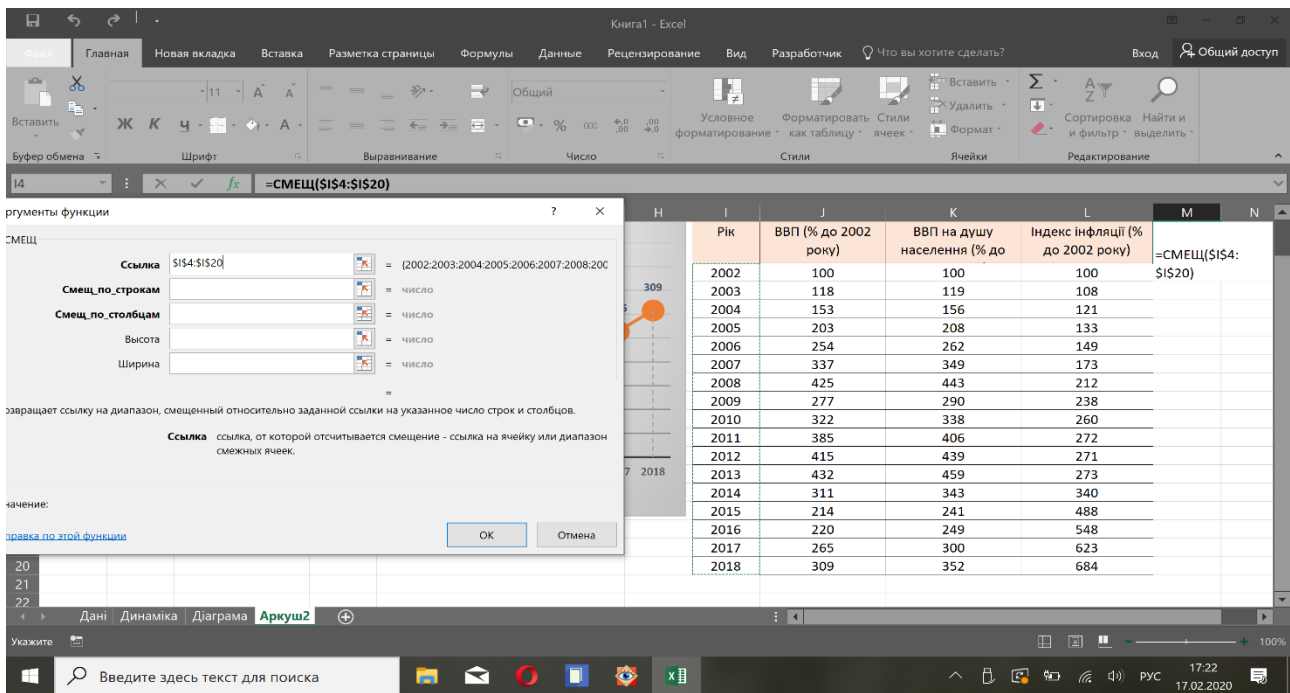 Книга1 - Excel
Файл Главная Новая вкладка Вставка Разметка страницы Формулы Данные Рецензирование Вид Разработчик Что вы хотите сделать? Вход Общий доступ
Вставить
Буфер обмена
11
Ж К Ч А
Шрифт
Выравнивание
Общий
% 000
Число
Условное форматирование
Форматировать как таблицу
Стили ячеек
Стили
Вставить
Удалить
Формат
Ячейки
Сортировка и фильтр
Найти и выделить
Редактирование
I4 fx =СМЕЩ($I$4:$I$20)
ргументы функции ? ×
СМЕЩ
Ссылка $I$4:$I$20 = {2002:2003:2004:2005:2006:2007:2008:200
Смещ_по_строкам = число
Смещ_по_столбцам = число
Высота = число
Ширина = число
=
озвращает ссылку на диапазон, смещенный относительно заданной ссылки на указанное число строк и столбцов.
Ссылка ссылка, от которой отсчитывается смещение - ссылка на ячейку или диапазон
смежных ячеек.
начение:
правка по этой функции
ОК Отмена
H I J K L M N
309
7 2018
Рік ВВП (% до 2002 року) ВВП на душу населення (% до Індекс інфляції (% до 2002 року)
=СМЕЩ($I$4:
$I$20)
2002 100 100 100
2003 118 119 108
2004 153 156 121
2005 203 208 133
2006 254 262 149
2007 337 349 173
2008 425 443 212
2009 277 290 238
2010 322 338 260
2011 385 406 272
2012 415 439 271
2013 432 459 273
2014 311 343 340
2015 214 241 488
2016 220 249 548
2017 265 300 623
2018 309 352 684
20
21
22
Дані Динаміка Діаграма Аркуш2
Укажите 100%
Введите здесь текст для поиска
РУС
17:22
17.02.2020